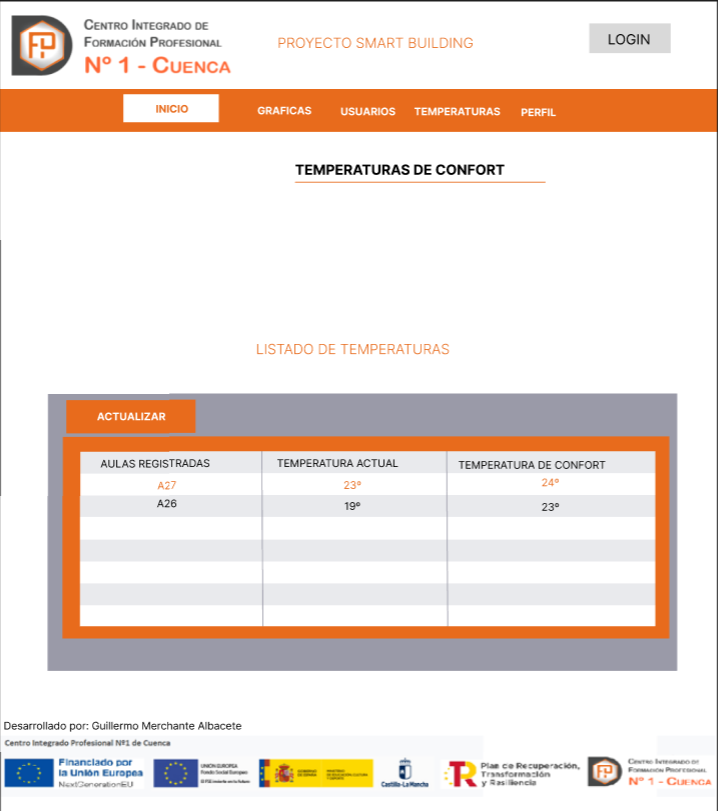 CENTRO INTEGRADO DE
FORMACIÓN PROFESIONAL
Nº 1 - CUENCA
PROYECTO SMART BUILDING
LOGIN
INICIO
GRAFICAS
USUARIOS
TEMPERATURAS
PERFIL
TEMPERATURAS DE CONFORT
LISTADO DE TEMPERATURAS
ACTUALIZAR
AULAS REGISTRADAS
TEMPERATURA ACTUAL
TEMPERATURA DE CONFORT
A27
23º
24º
A26
19º
23º
Desarrollado por: Guillermo Merchante Albacete
Centro Integrado Profesional Nº1 de Cuenca
Financiado por
la Unión Europea
NextGenerationEU
UNIÓN EUROPEA
Fondo Social Europeo
Castilla-La Mancha
Plan de Recuperación,
Transformación
y Resiliencia
CENTRO INTEGRADO DE
FORMACIÓN PROFESIONAL
Nº 1 - CUENCA